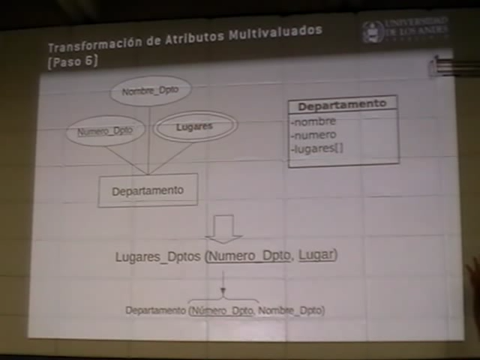 Transformación de Atributos Multivaluados
(Paso 6)
UNIVERSIDAD
DE LOS ANDES
Nombre_Dpto
Numero_Dpto
Lugares
Departamento
Departamento
-nombre
-numero
-lugares[]
Lugares_Dptos (Numero_Dpto, Lugar)
Departamento (Número_Dpto, Nombre_Dpto)